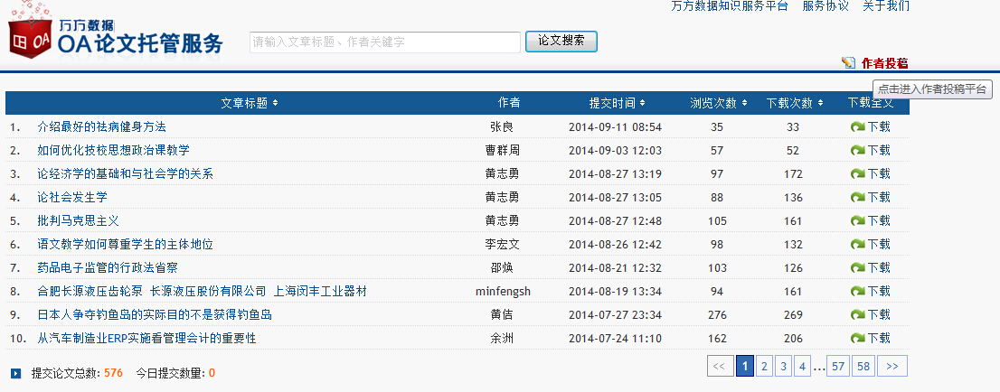 万方数据知识服务平台 服务协议 关于我们
万方数据
OA论文托管服务
请输入文章标题、作者关键字 论文搜索
作者投稿
点击进入作者投稿平台
文章标题 作者 提交时间 浏览次数 下载次数 下载全文
1. 介绍最好的祛病健身方法 张良 2014-09-11 08:54 35 33 下载
2. 如何优化技校思想政治课教学 曹群周 2014-09-03 12:03 57 52 下载
3. 论经济学的基础和与社会学的关系 黄志勇 2014-08-27 13:19 97 172 下载
4. 论社会发生学 黄志勇 2014-08-27 13:05 88 136 下载
5. 批判马克思主义 黄志勇 2014-08-27 12:48 105 161 下载
6. 语文教学如何尊重学生的主体地位 李宏文 2014-08-26 12:42 98 132 下载
7. 药品电子监管的行政法省察 邵焕 2014-08-21 12:32 103 126 下载
8. 合肥长源液压齿轮泵 长源液压股份有限公司 上海闵丰工业器材 minfengsh 2014-08-19 13:34 94 161 下载
9. 日本人争夺钓鱼岛的实际目的不是获得钓鱼岛 黄佶 2014-07-27 23:34 276 269 下载
10. 从汽车制造业ERP实施看管理会计的重要性 余洲 2014-07-24 11:10 162 206 下载
提交论文总数: 576 今日提交数量: 0 << 1 2 3 4 ...57 58 >>